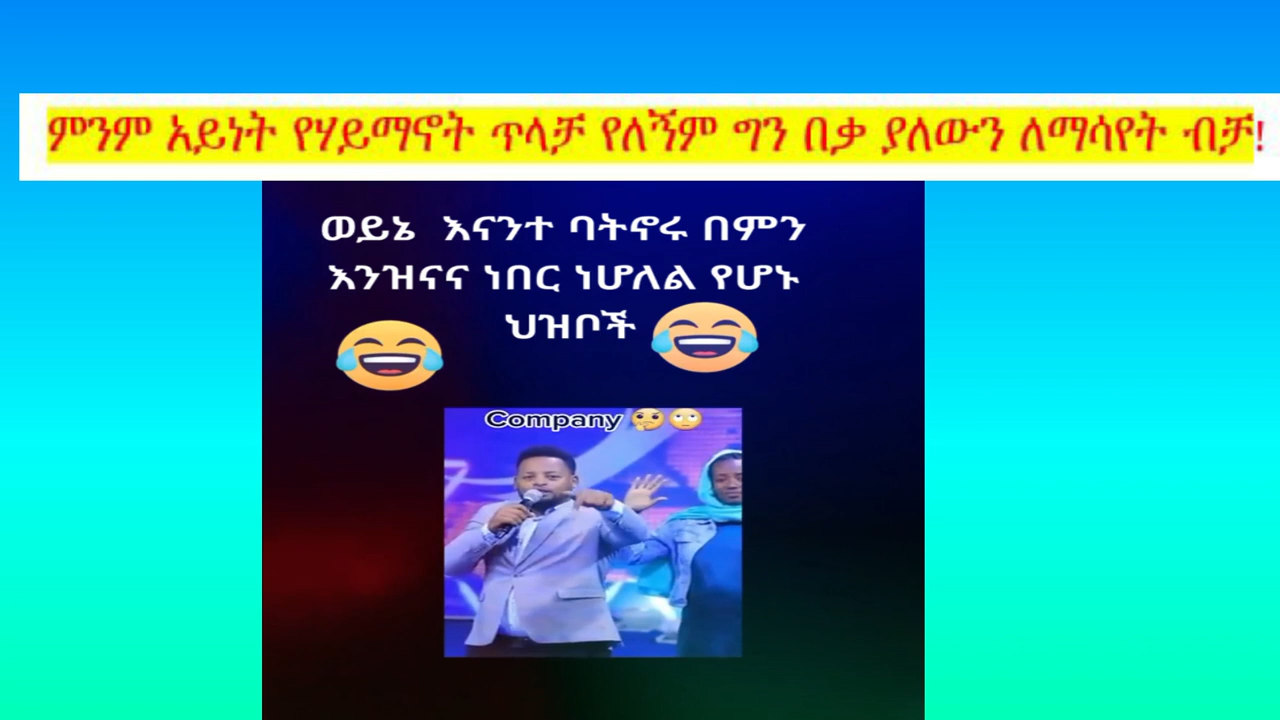 ምንም አይነት የሃይማኖት ጥላቻ የለኝም ግን በቃ ያለውን ለማሳየት ብቻ!
ወይኔ እናንተ ባትኖሩ በምን
እንዝናና ነበር ነሆለል የሆኑ
ህዝቦች
Company